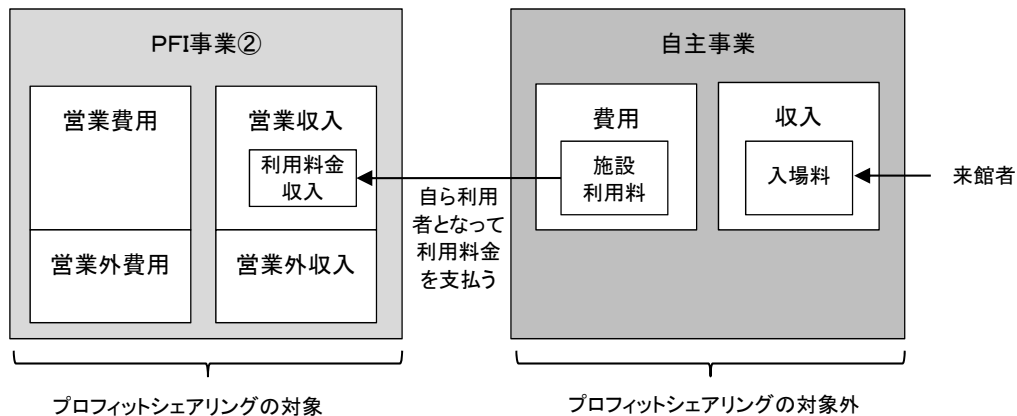 PFI事業②
営業費用
営業収入
利用料金
収入
営業外費用
営業外収入
自ら利用
者となって
利用料金
を支払う
自主事業
費用
施設
利用料
収入
入場料
来館者
プロフィットシェアリングの対象
プロフィットシェアリングの対象外